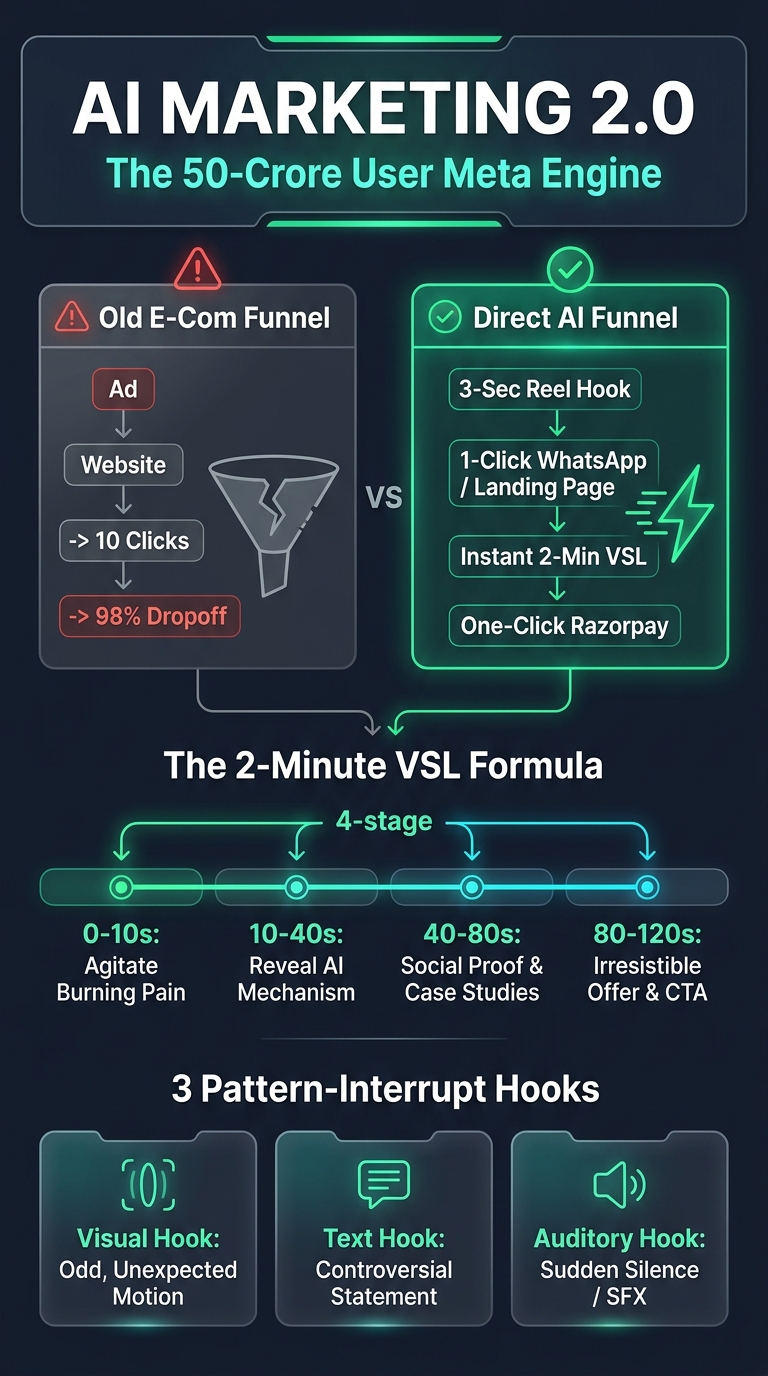 AI MARKETING 2.0
The 50-Crore User Meta Engine
Old E-Com Funnel
Ad
Website
-> 10 Clicks
-> 98% Dropoff
VS
Direct AI Funnel
3-Sec Reel Hook
1-Click WhatsApp
/ Landing Page
Instant 2-Min VSL
One-Click Razorpay
The 2-Minute VSL Formula
4-stage
0-10s:
Agitate
Burning Pain
10-40s:
Reveal AI
Mechanism
40-80s:
Social Proof &
Case Studies
80-120s:
Irresistible
Offer & CTA
3 Pattern-Interrupt Hooks
Visual Hook:
Odd, Unexpected
Motion
Text Hook:
Controversial
Statement
Auditory Hook:
Sudden Silence
/ SFX